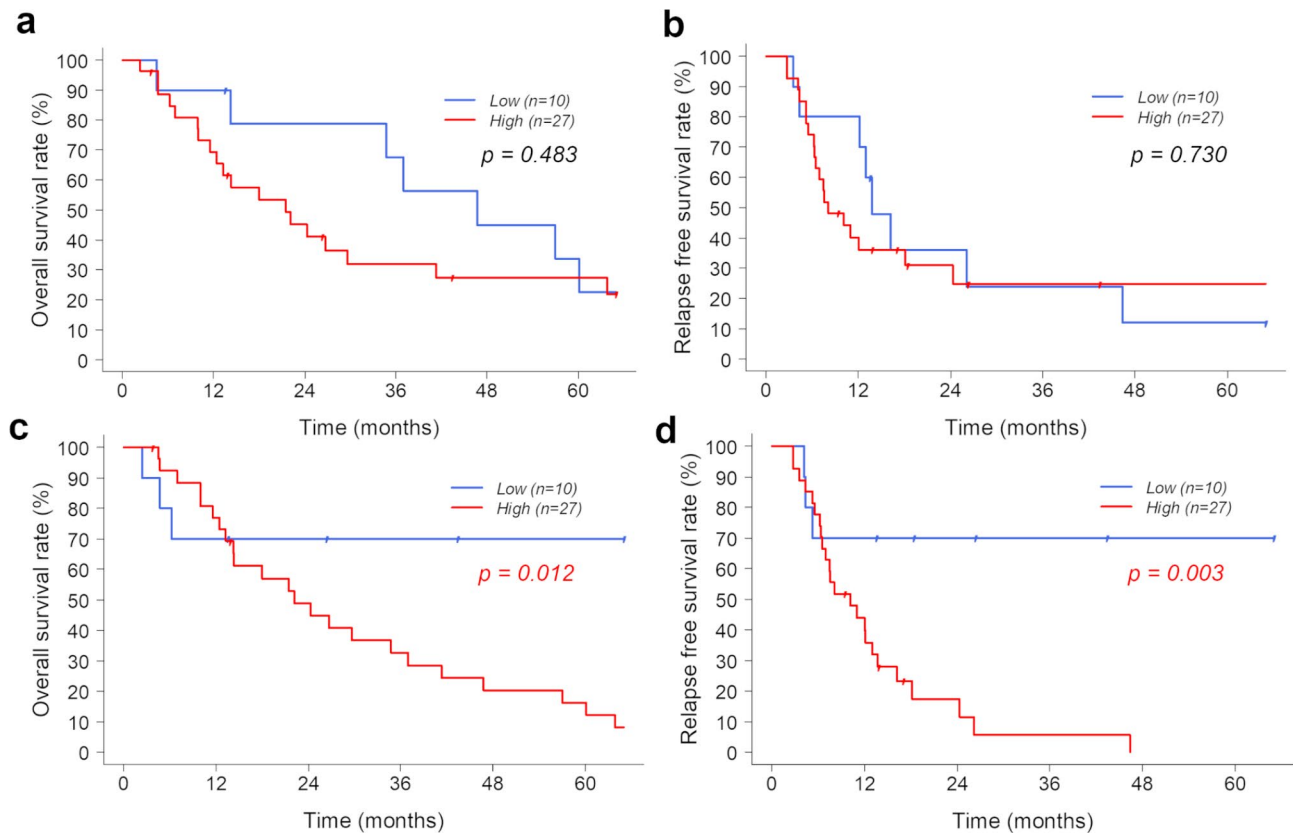 a
Overall survival rate (%)
100
90
80
70
60
50
40
30
20
10
0
Low (n=10)
High (n=27)
p = 0.483
0 12 24 36 48 60
Time (months)
b
Relapse free survival rate (%)
100
90
80
70
60
50
40
30
20
10
0
Low (n=10)
High (n=27)
p = 0.730
0 12 24 36 48 60
Time (months)
c
Overall survival rate (%)
100
90
80
70
60
50
40
30
20
10
0
Low (n=10)
High (n=27)
p = 0.012
0 12 24 36 48 60
Time (months)
d
Relapse free survival rate (%)
100
90
80
70
60
50
40
30
20
10
0
Low (n=10)
High (n=27)
p = 0.003
0 12 24 36 48 60
Time (months)